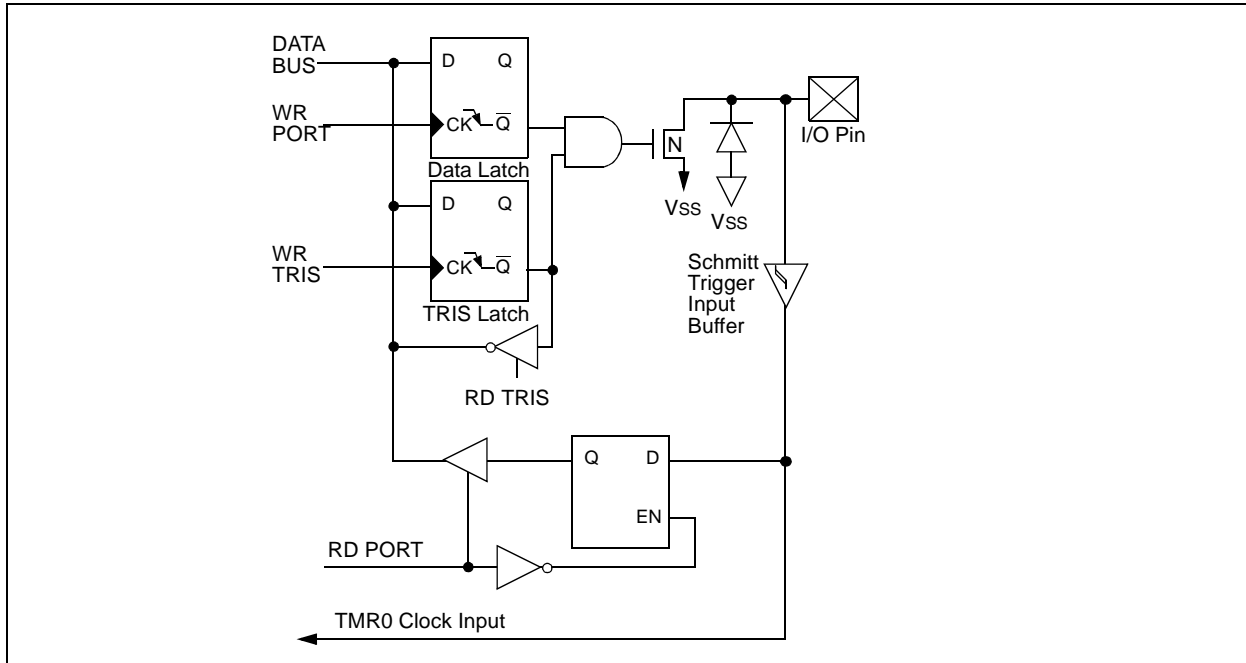 DATA
BUS
D Q
WR
PORT
CK Q̅
Data Latch
I/O Pin
N
VSS
VSS
D Q
WR
TRIS
CK Q̅
TRIS Latch
Schmitt
Trigger
Input
Buffer
RD TRIS
Q D
EN
RD PORT
TMR0 Clock Input